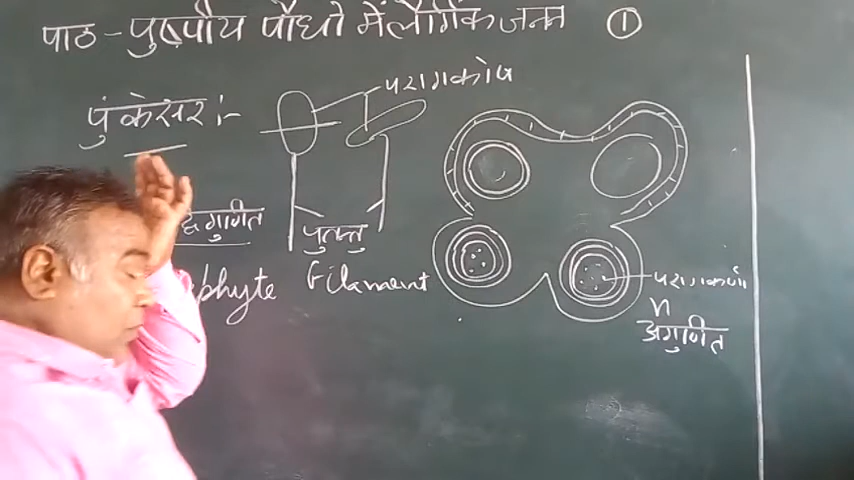 पाठ - पुष्पीय पौधो में लैंगिक जनन ①
परागकोष
पुंकेसर :-
गुणीत
पुतन्तु
phyte
Filament
परागकण
n
अगुणीत